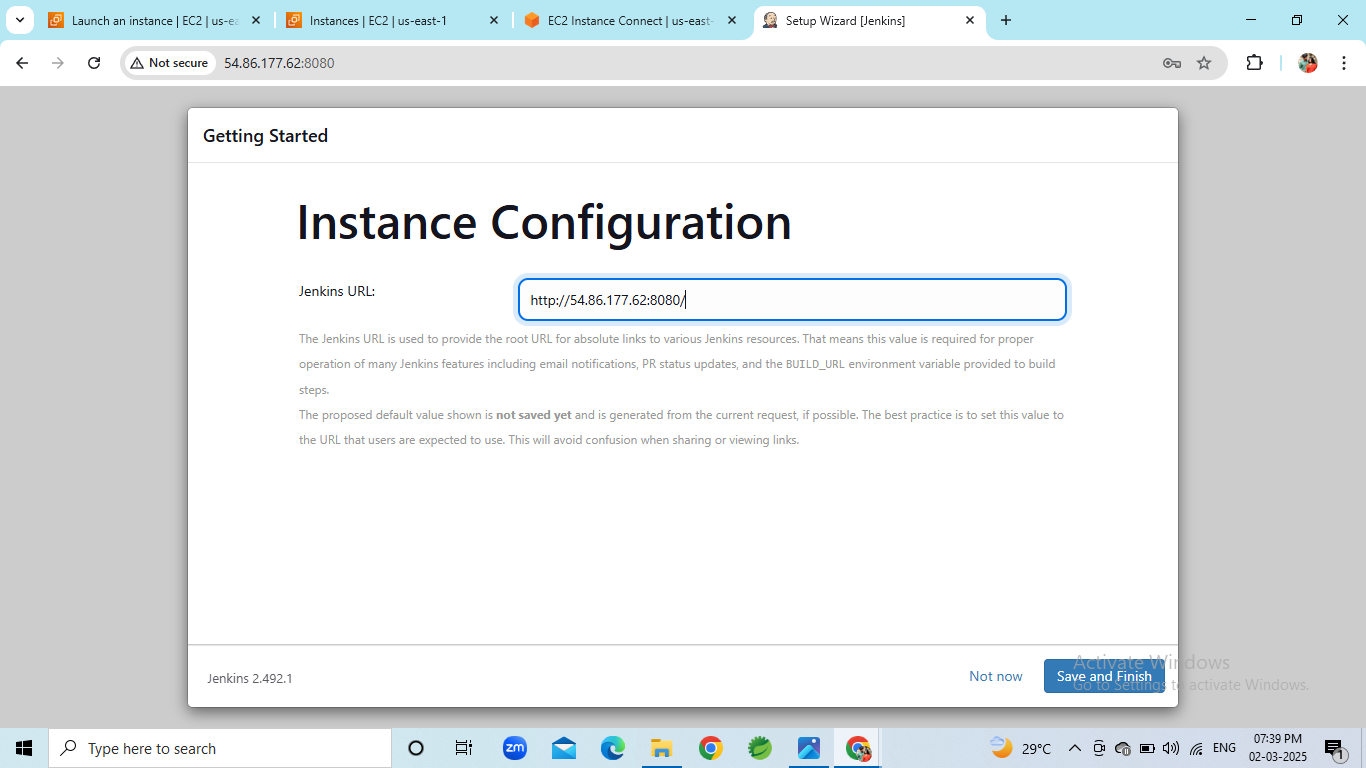 Launch an instance | EC2 | us-ea
Instances | EC2 | us-east-1
EC2 Instance Connect | us-east-
Setup Wizard [Jenkins]
Not secure
54.86.177.62:8080
Getting Started
Instance Configuration
Jenkins URL:
http://54.86.177.62:8080/
The Jenkins URL is used to provide the root URL for absolute links to various Jenkins resources. That means this value is required for proper
operation of many Jenkins features including email notifications, PR status updates, and the BUILD_URL environment variable provided to build
steps.
The proposed default value shown is not saved yet and is generated from the current request, if possible. The best practice is to set this value to
the URL that users are expected to use. This will avoid confusion when sharing or viewing links.
Jenkins 2.492.1
Not now
Save and Finish
Activate Windows
Go to Settings to activate Windows.
Type here to search
zm
29°C
ENG
07:39 PM
02-03-2025
1